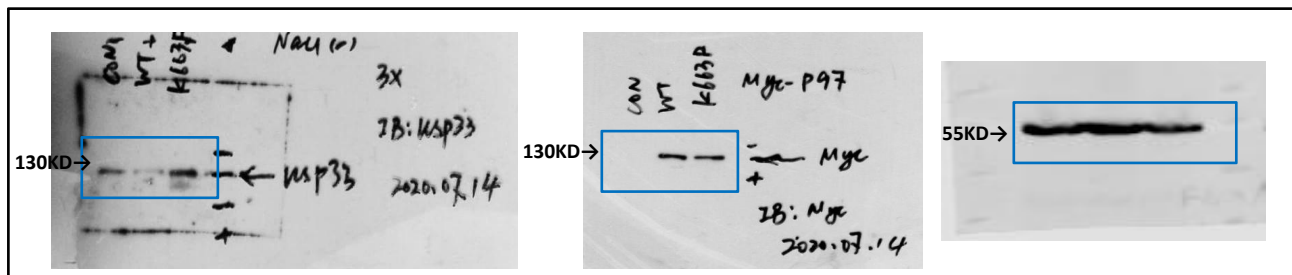 CON
WT +
K663P
3X
IB: USP33
130KD→
← USP33
2020.07.14
CON
WT
K663P
Myc-P97
130KD→
← Myc
IB: Myc
2020.07.14
55KD→